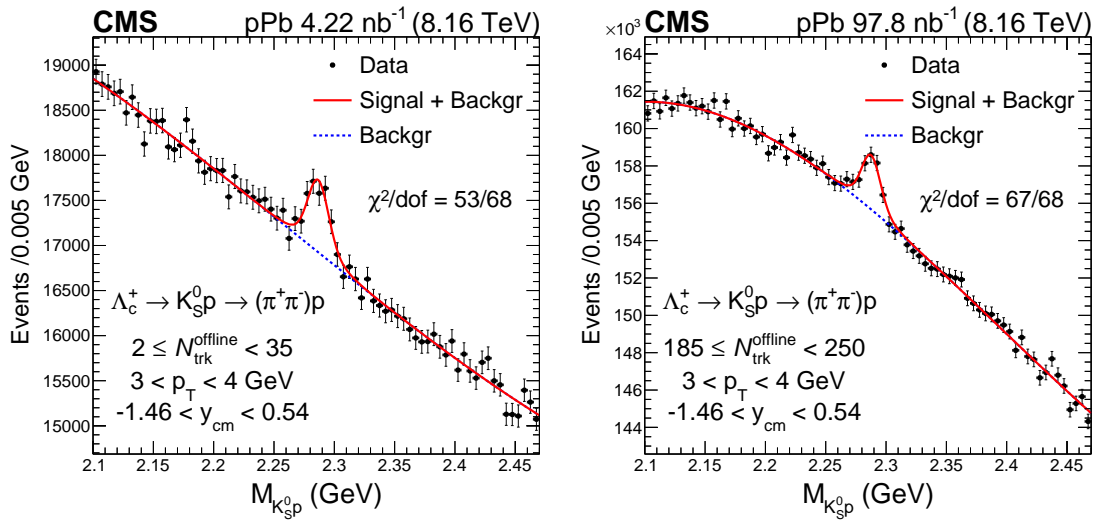 CMS pPb 4.22 nb⁻¹ (8.16 TeV)
Events /0.005 GeV
19000
18500
18000
17500
17000
16500
16000
15500
15000
Data
Signal + Backgr
Backgr
χ²/dof = 53/68
Λc⁺ → K⁰S p → (π⁺π⁻)p
2 ≤ N^offline_trk < 35
3 < pT < 4 GeV
-1.46 < ycm < 0.54
2.1 2.15 2.2 2.25 2.3 2.35 2.4 2.45
M_K⁰Sp (GeV)
×10³ CMS pPb 97.8 nb⁻¹ (8.16 TeV)
Events /0.005 GeV
164
162
160
158
156
154
152
150
148
146
144
Data
Signal + Backgr
Backgr
χ²/dof = 67/68
Λc⁺ → K⁰S p → (π⁺π⁻)p
185 ≤ N^offline_trk < 250
3 < pT < 4 GeV
-1.46 < ycm < 0.54
2.1 2.15 2.2 2.25 2.3 2.35 2.4 2.45
M_K⁰Sp (GeV)